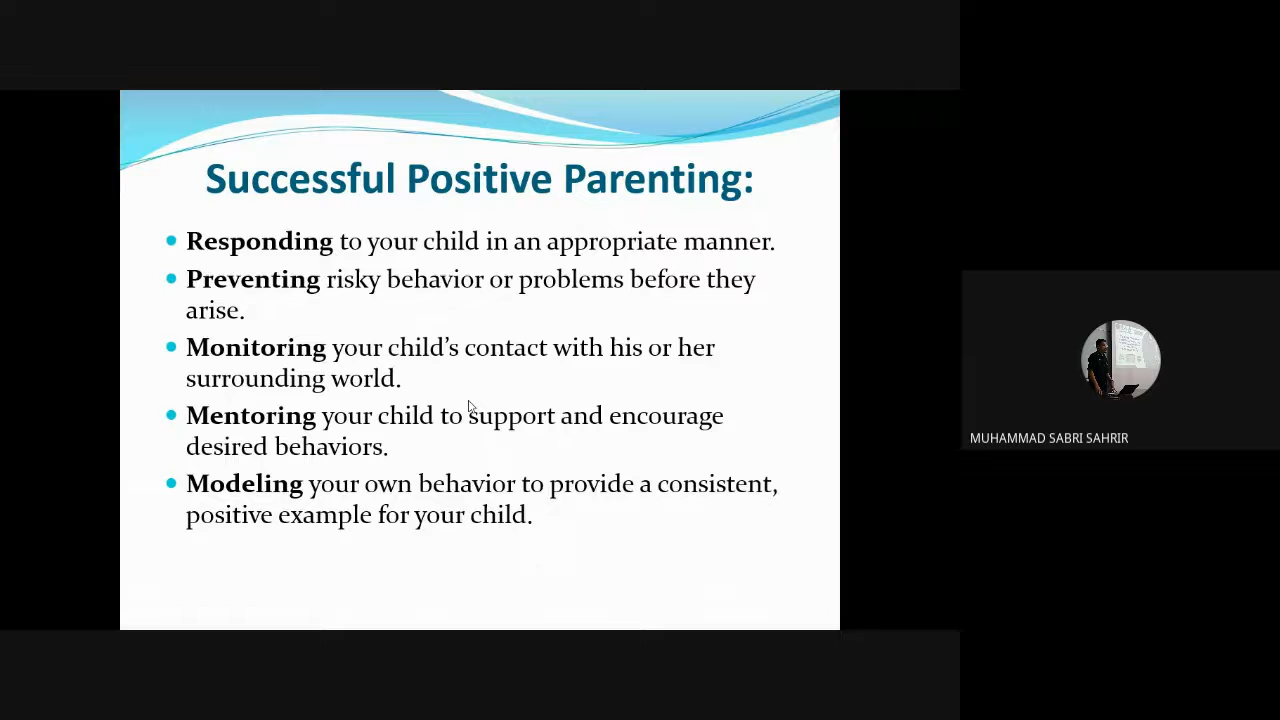 Successful Positive Parenting:
Responding to your child in an appropriate manner.
Preventing risky behavior or problems before they
arise.
Monitoring your child’s contact with his or her
surrounding world.
Mentoring your child to support and encourage
desired behaviors.
Modeling your own behavior to provide a consistent,
positive example for your child.
MUHAMMAD SABRI SAHRIR